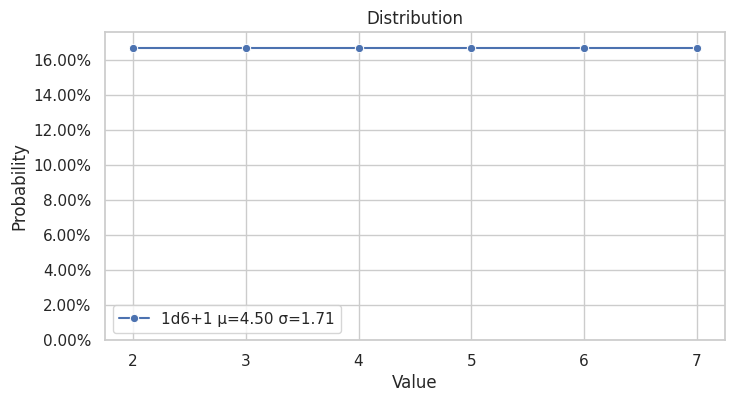 Distribution
Probability
16.00%
14.00%
12.00%
10.00%
8.00%
6.00%
4.00%
2.00%
0.00%
1d6+1 μ=4.50 σ=1.71
2 3 4 5 6 7
Value